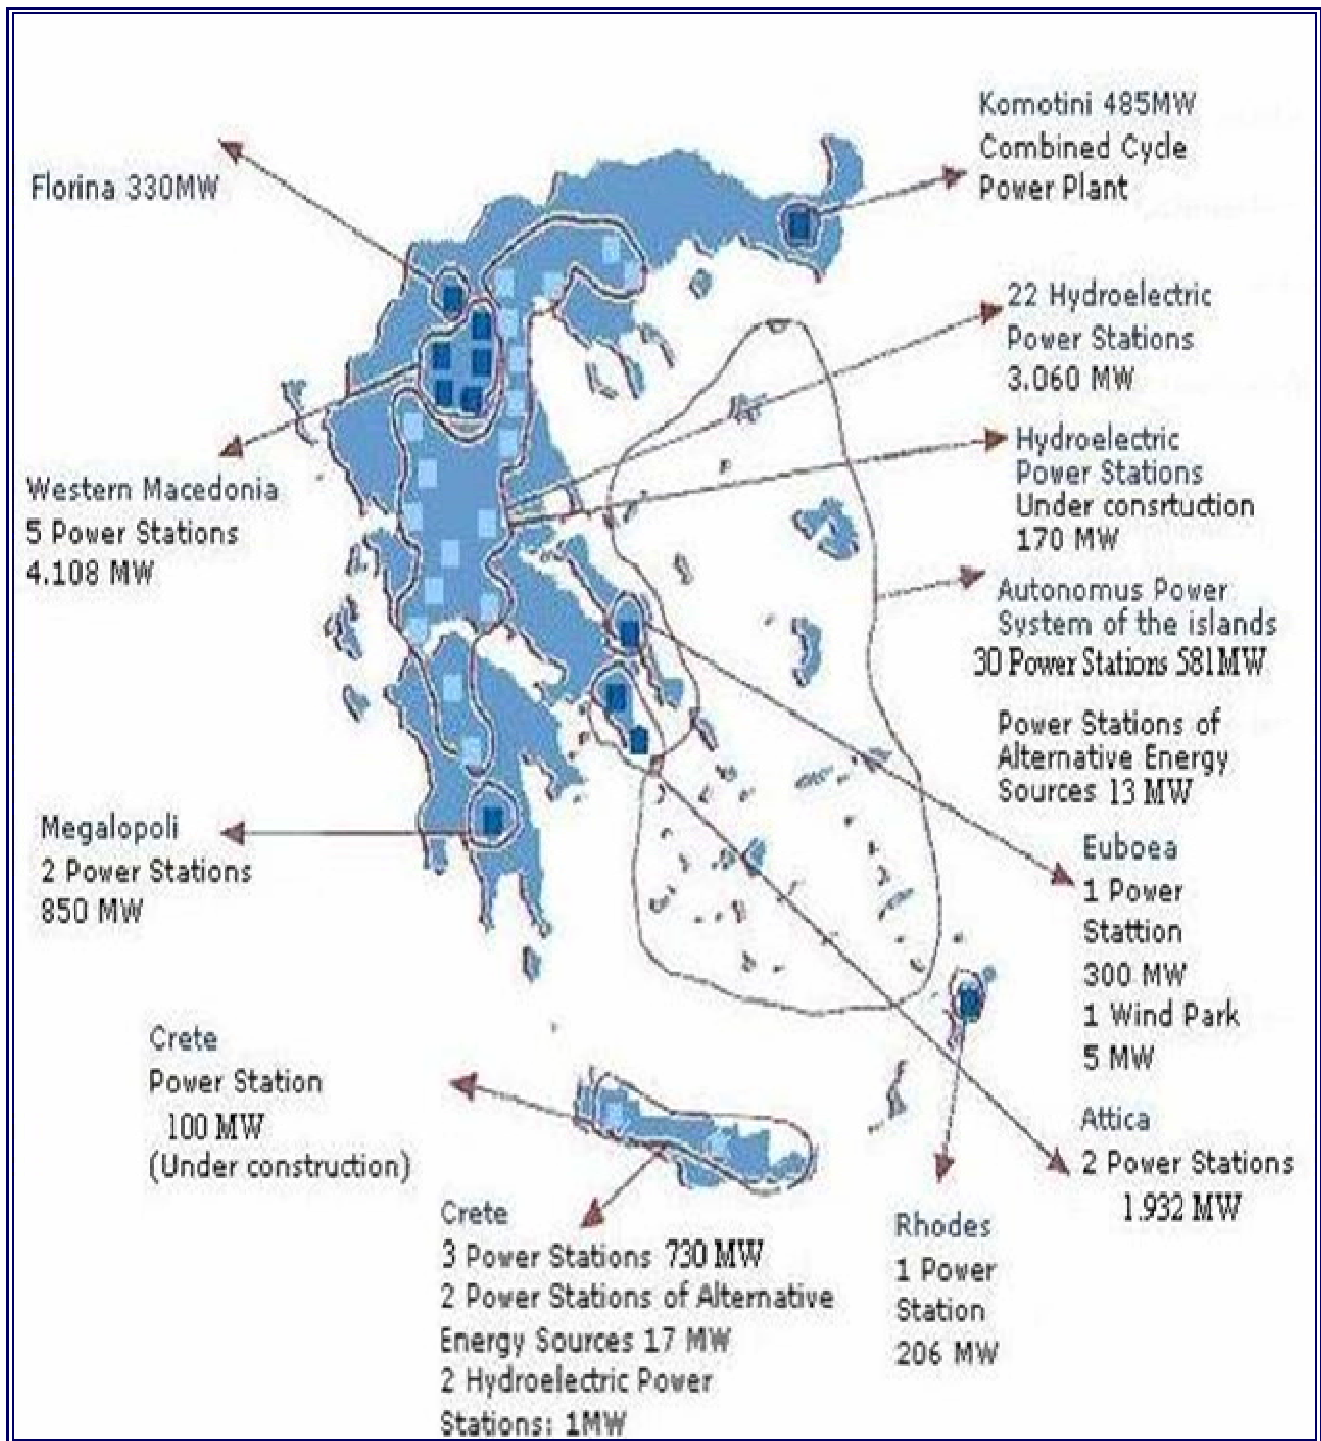 Komotini 485MW
Combined Cycle
Power Plant
Florina 330MW
22 Hydroelectric
Power Stations
3.060 MW
Hydroelectric
Power Stations
Under consrtuction
170 MW
Western Macedonia
5 Power Stations
4.108 MW
Autonomus Power
System of the islands
30 Power Stations 581MW
Power Stations of
Alternative Energy
Sources 13 MW
Megalopoli
2 Power Stations
850 MW
Euboea
1 Power
Stattion
300 MW
1 Wind Park
5 MW
Crete
Power Station
100 MW
(Under construction)
Attica
2 Power Stations
1.932 MW
Crete
3 Power Stations 730 MW
2 Power Stations of Alternative
Energy Sources 17 MW
2 Hydroelectric Power
Stations: 1MW
Rhodes
1 Power
Station
206 MW